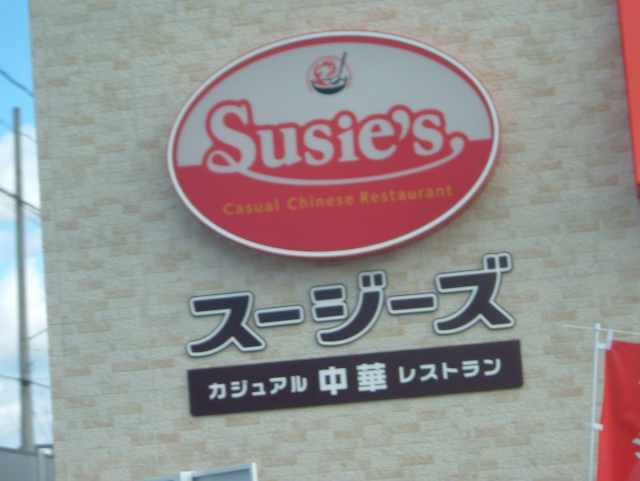 Susie's
Casual Chinese Restaurant
スージーズ
カジュアル 中華 レストラン